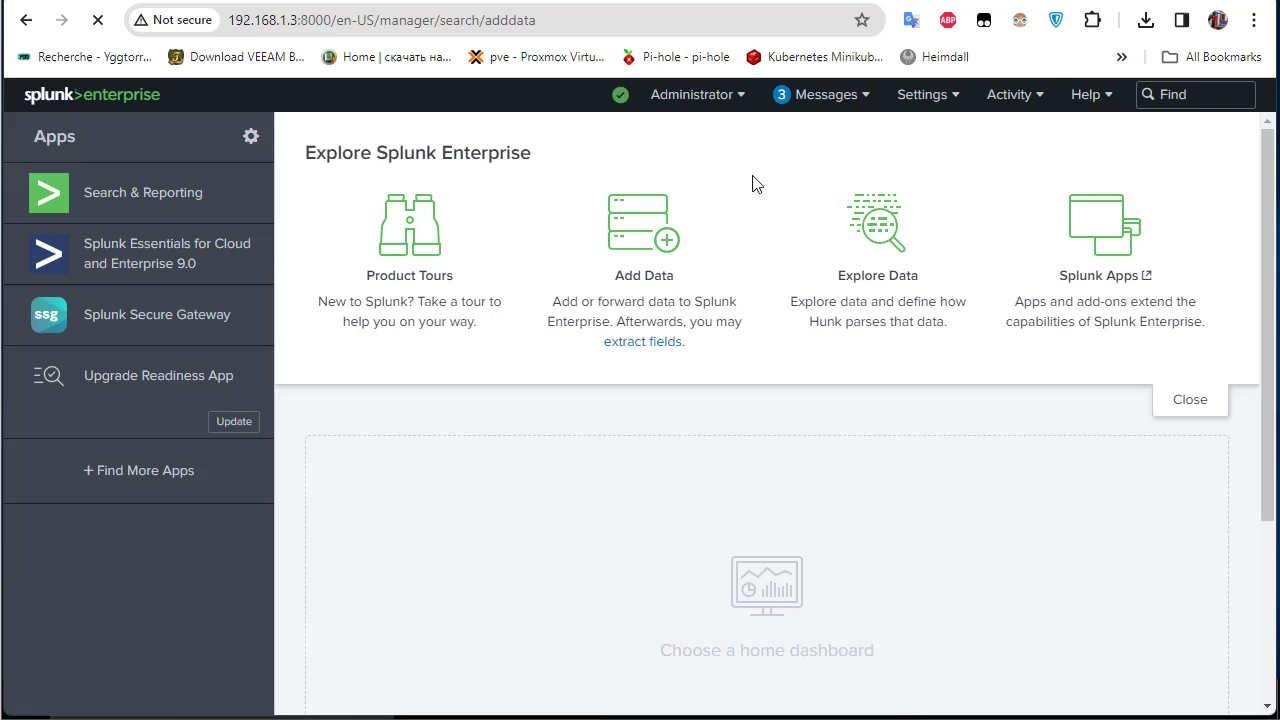 Not secure
192.168.1.3:8000/en-US/manager/search/adddata
ABP
Recherche - Yggtorr...
Download VEEAM B...
Home | скачать на...
pve - Proxmox Virtu...
Pi-hole - pi-hole
Kubernetes Minikub...
Heimdall
»
All Bookmarks
splunk>enterprise
Administrator
3 Messages
Settings
Activity
Help
Find
Apps
Search & Reporting
Splunk Essentials for Cloud
and Enterprise 9.0
ssg
Splunk Secure Gateway
Upgrade Readiness App
Update
+ Find More Apps
Explore Splunk Enterprise
Product Tours
New to Splunk? Take a tour to
help you on your way.
Add Data
Add or forward data to Splunk
Enterprise. Afterwards, you may
extract fields.
Explore Data
Explore data and define how
Hunk parses that data.
Splunk Apps
Apps and add-ons extend the
capabilities of Splunk Enterprise.
Close
Choose a home dashboard